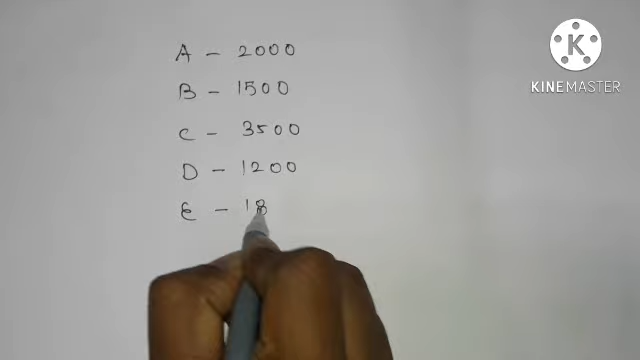 A - 2000
B - 1500
C - 3500
D - 1200
E - 18
K
KINEMASTER